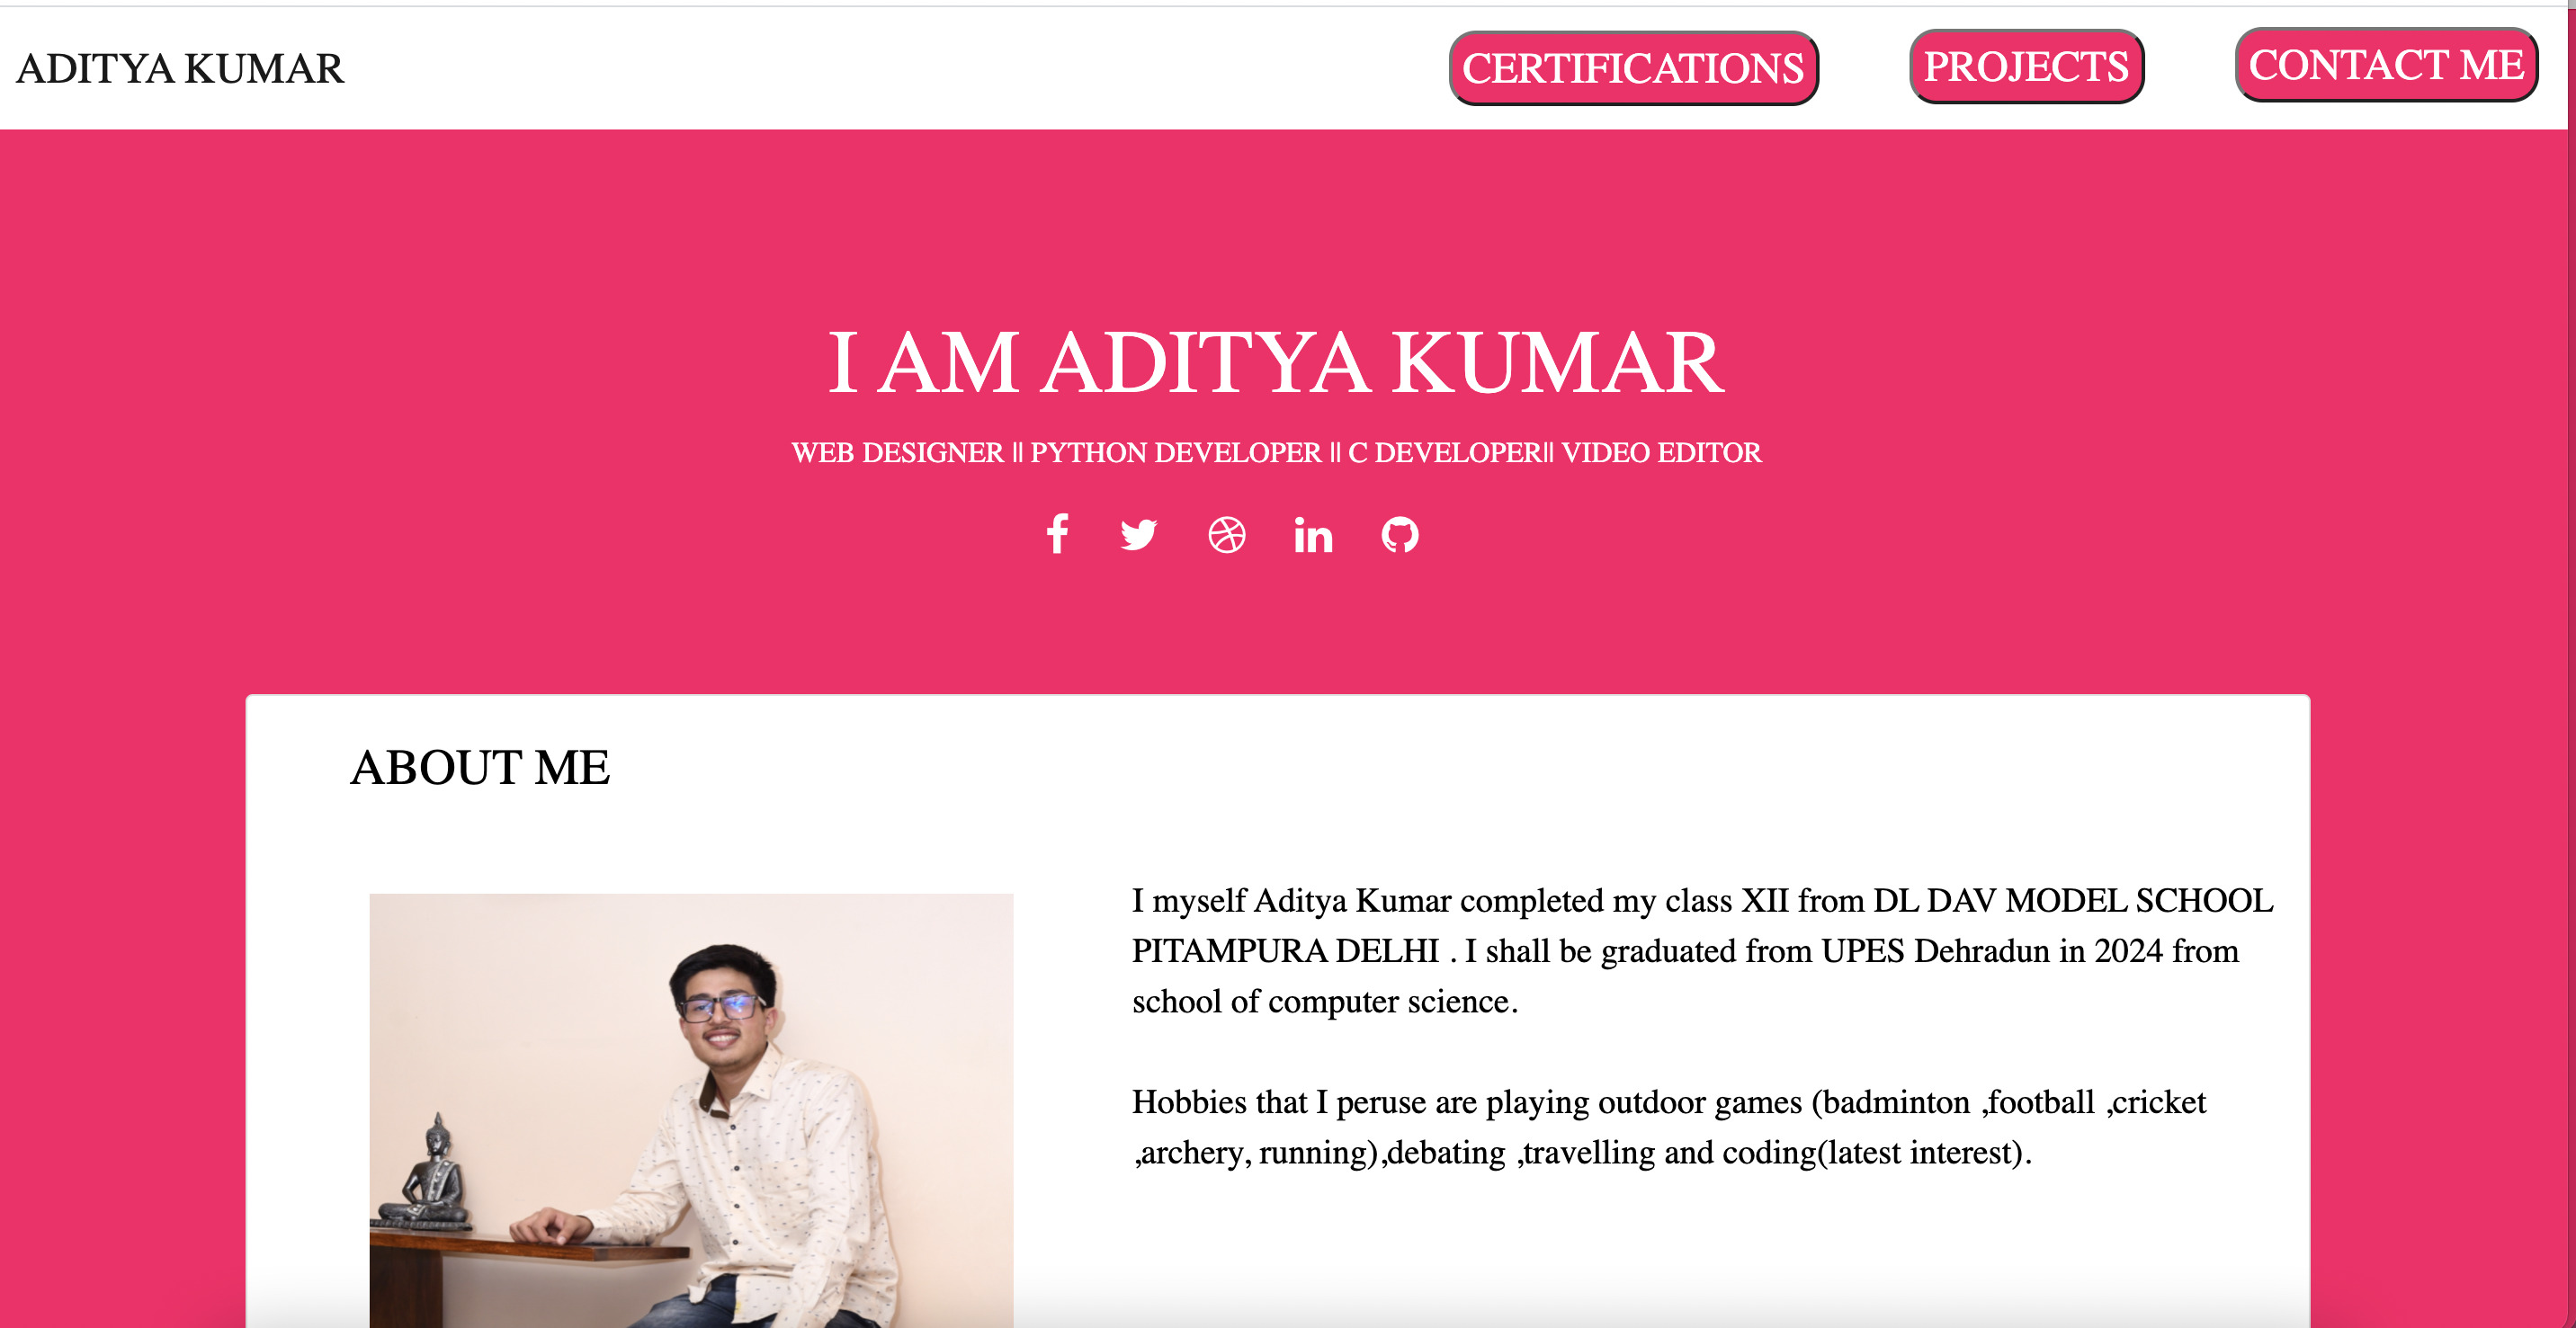 ADITYA KUMAR
CERTIFICATIONS
PROJECTS
CONTACT ME
I AM ADITYA KUMAR
WEB DESIGNER || PYTHON DEVELOPER || C DEVELOPER|| VIDEO EDITOR
ABOUT ME
I myself Aditya Kumar completed my class XII from DL DAV MODEL SCHOOL
PITAMPURA DELHI . I shall be graduated from UPES Dehradun in 2024 from
school of computer science.
Hobbies that I peruse are playing outdoor games (badminton ,football ,cricket
,archery, running),debating ,travelling and coding(latest interest).